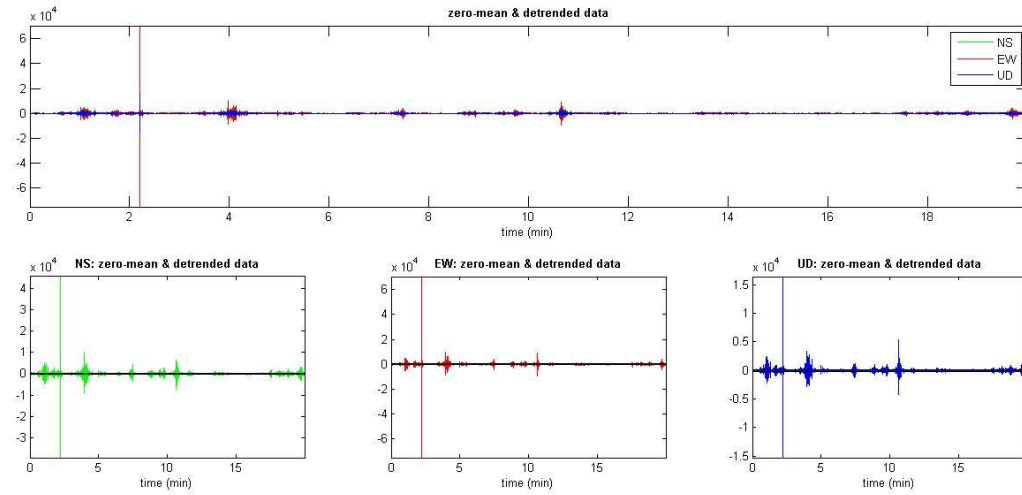 zero-mean & detrended data
x 10^4
6
4
2
0
-2
-4
-6
NS
EW
UD
0 2 4 6 8 10 12 14 16 18
time (min)
NS: zero-mean & detrended data
x 10^4
4
3
2
1
0
-1
-2
-3
0 5 10 15
time (min)
EW: zero-mean & detrended data
x 10^4
6
4
2
0
-2
-4
-6
0 5 10 15
time (min)
UD: zero-mean & detrended data
x 10^4
1.5
1
0.5
0
-0.5
-1
-1.5
0 5 10 15
time (min)